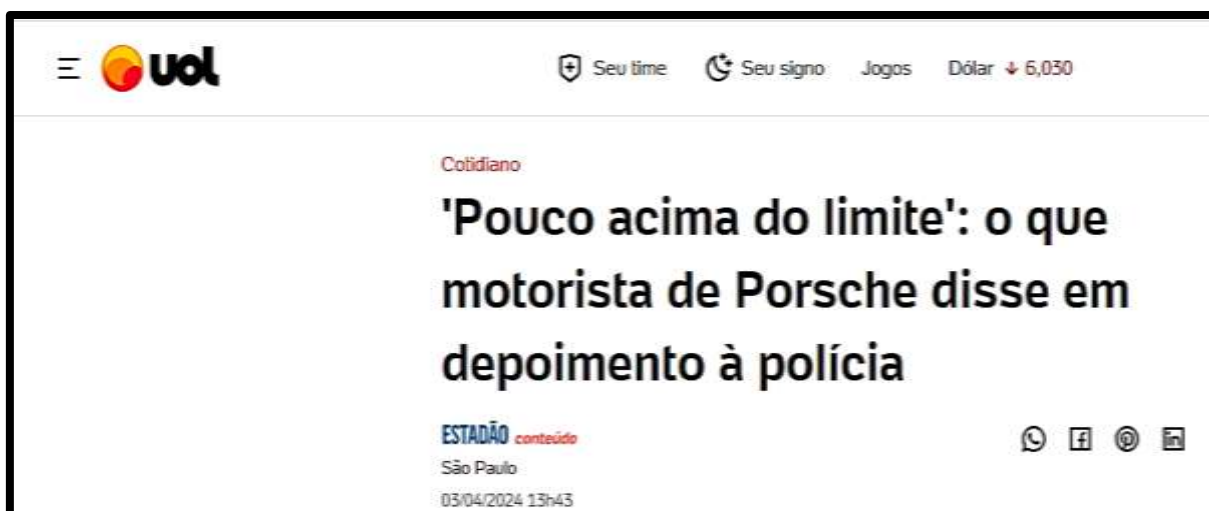 uol
Seu time Seu signo Jogos Dólar ↓ 6,030
Cotidiano
'Pouco acima do limite': o que
motorista de Porsche disse em
depoimento à polícia
ESTADÃO conteúdo
São Paulo
03/04/2024 13h43